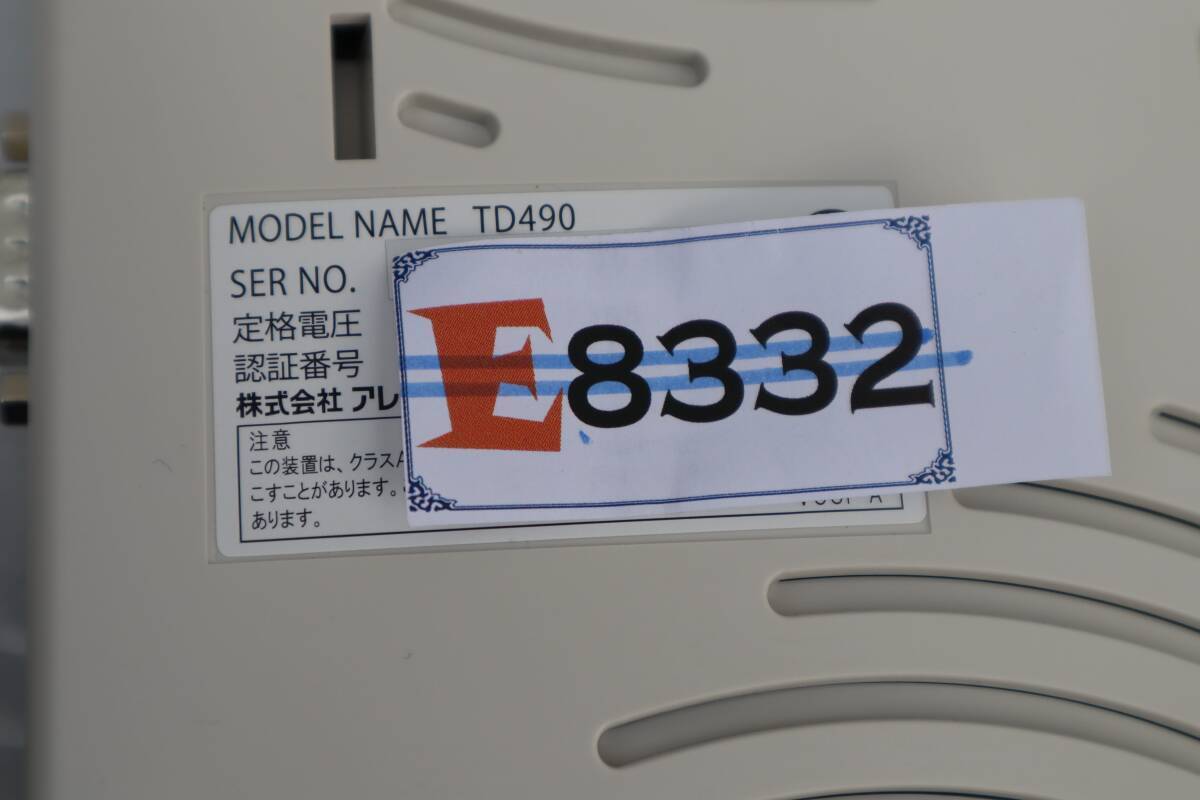 MODEL NAME TD490
SER NO.
定格電圧
認証番号
株式会社 アレ
E8332
注意
この装置は、クラスA
こすことがあります。
あります。